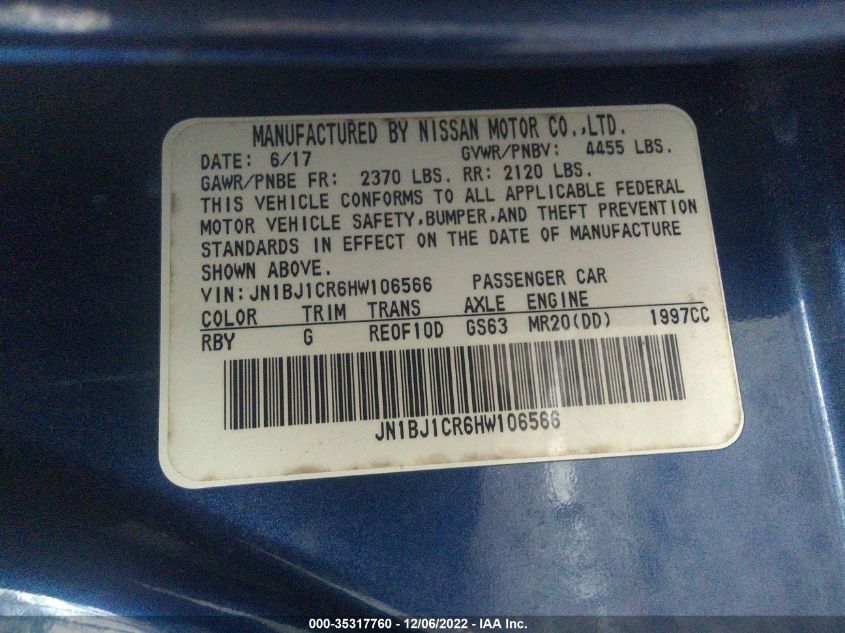 MANUFACTURED BY NISSAN MOTOR CO.,LTD.
DATE: 6/17 GVWR/PNBV: 4455 LBS.
GAWR/PNBE FR: 2370 LBS. RR: 2120 LBS.
THIS VEHICLE CONFORMS TO ALL APPLICABLE FEDERAL
MOTOR VEHICLE SAFETY,BUMPER,AND THEFT PREVENTION
STANDARDS IN EFFECT ON THE DATE OF MANUFACTURE
SHOWN ABOVE.
VIN:JN1BJ1CR6HW106566 PASSENGER CAR
COLOR TRIM TRANS AXLE ENGINE
RBY G RE0F10D GS63 MR20(DD) 1997CC
JN1BJ1CR6HW106566
000-35317760 - 12/06/2022 - IAA Inc.